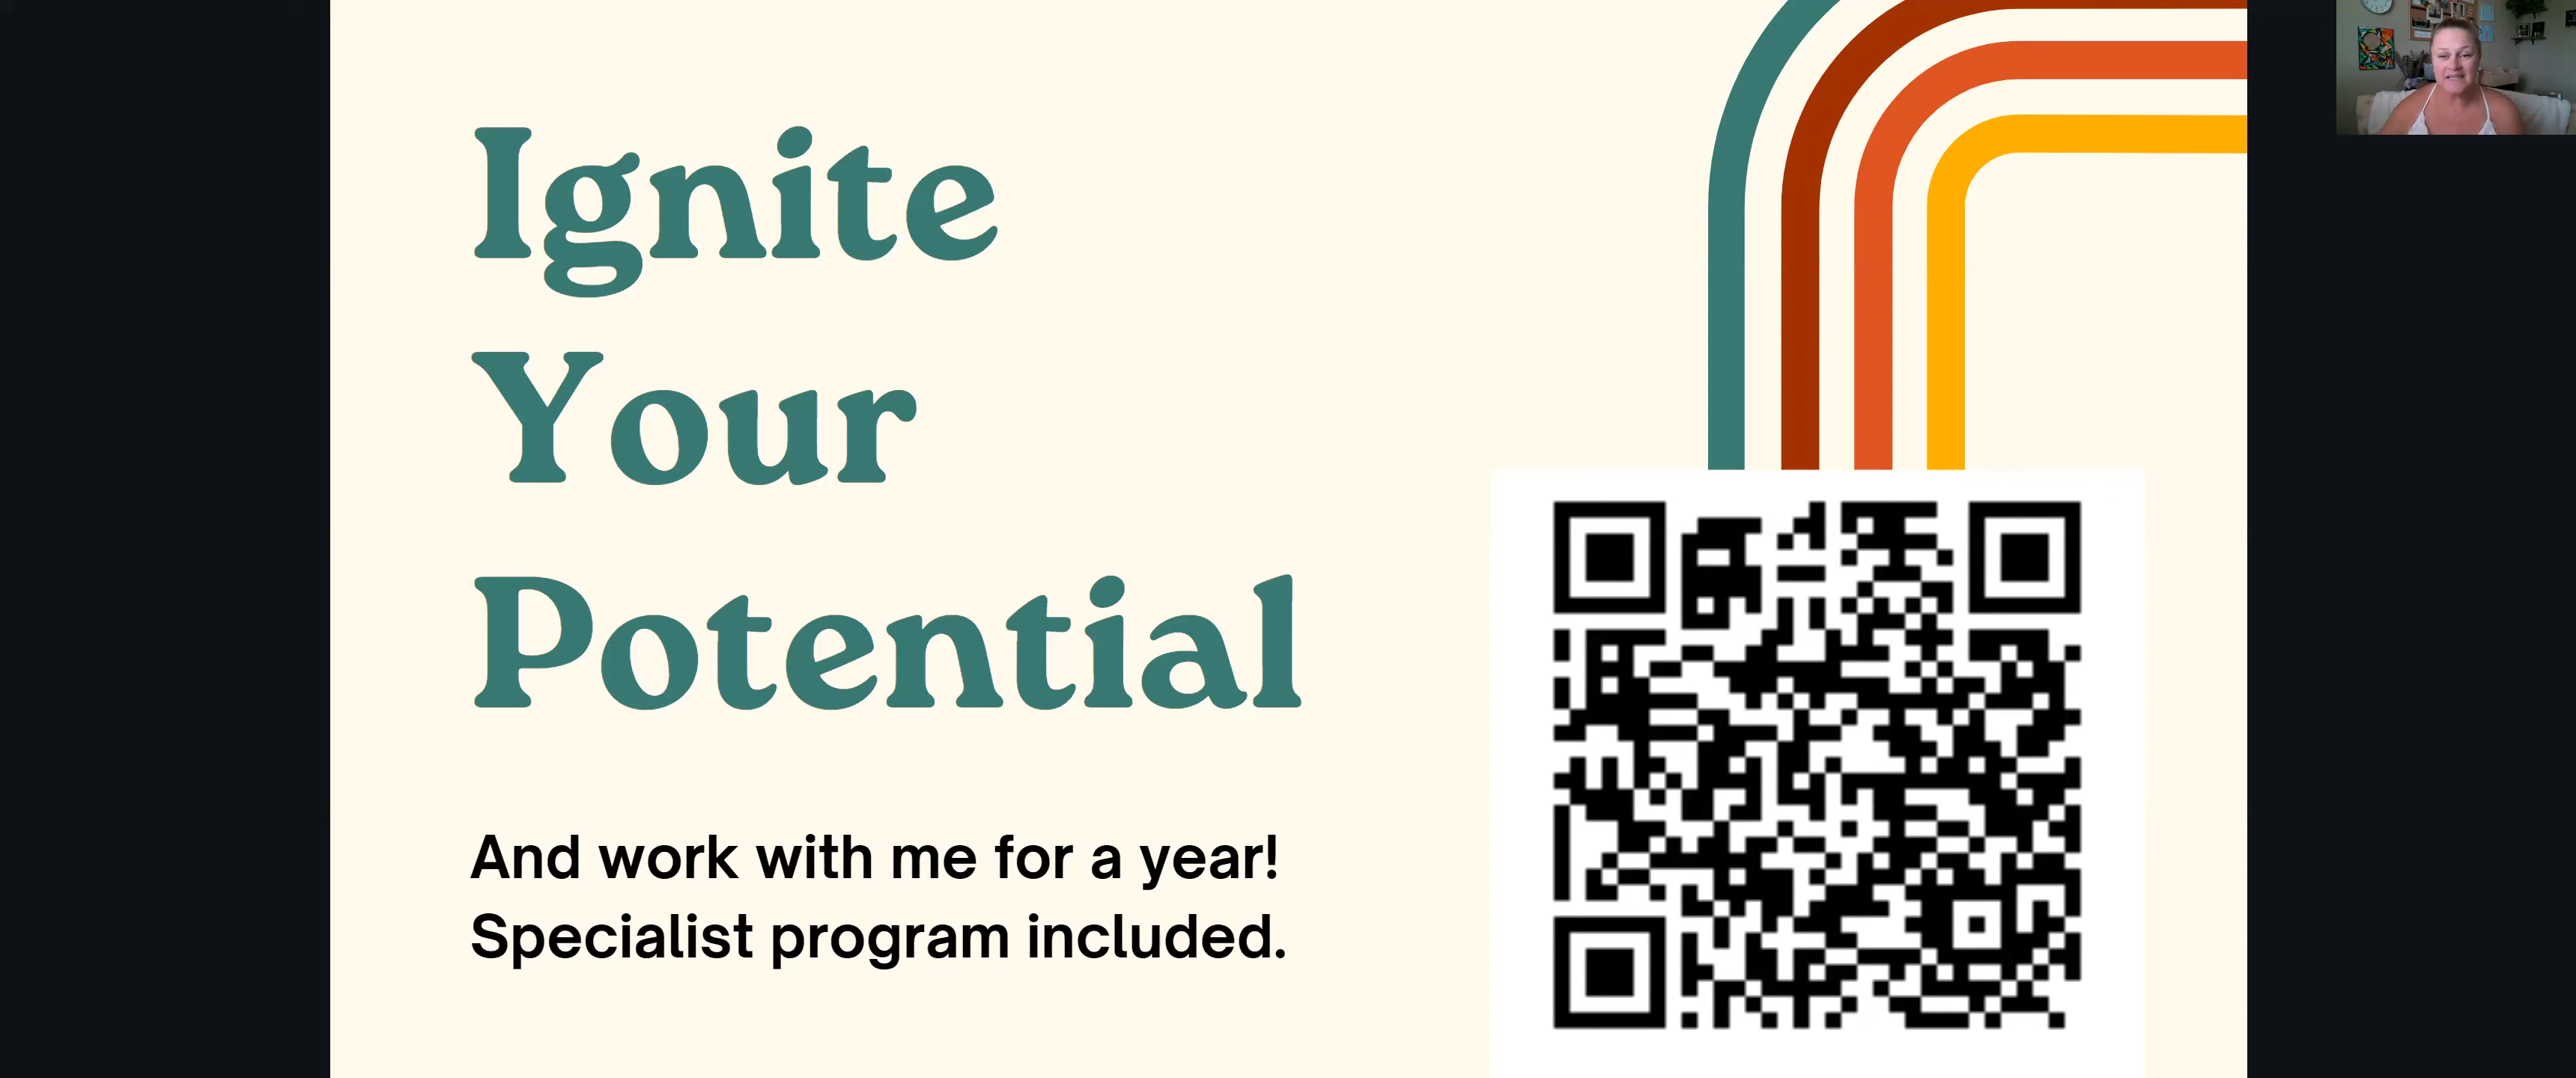 Ignite
Your
Potential
And work with me for a year!
Specialist program included.